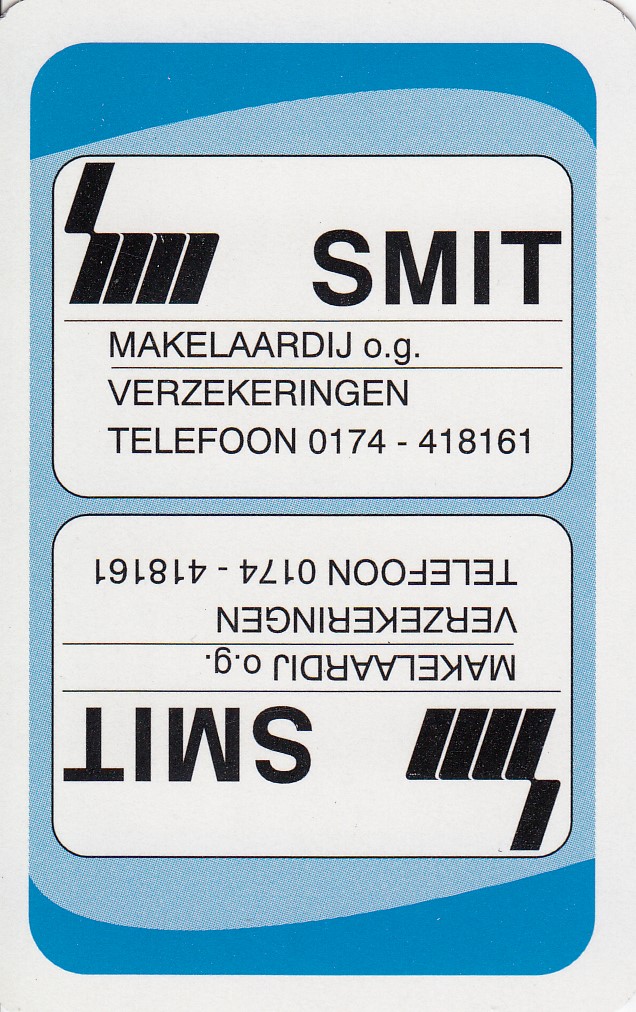 SMIT
MAKELAARDIJ o.g.
VERZEKERINGEN
TELEFOON 0174 - 418161
SMIT
MAKELAARDIJ o.g.
VERZEKERINGEN
TELEFOON 0174 - 418161